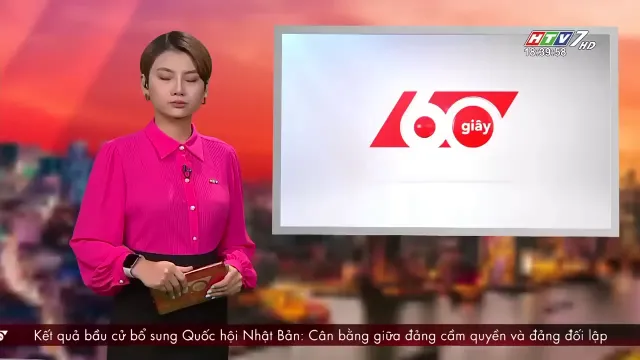 HTV7 HD
18:39:58
60 giây
Kết quả bầu cử bổ sung Quốc hội Nhật Bản: Cân bằng giữa đảng cầm quyền và đảng đối lập